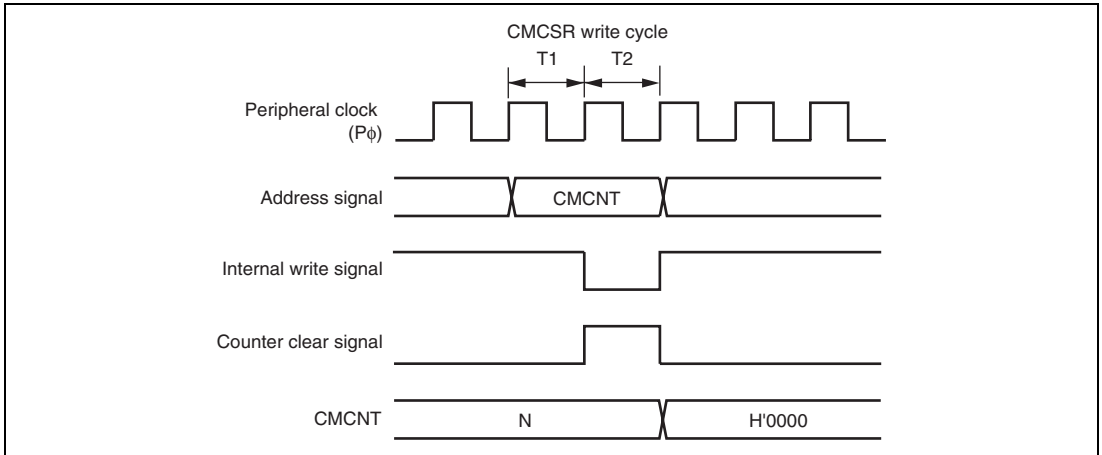 CMCSR write cycle
T1 T2
Peripheral clock
(Pϕ)
Address signal CMCNT
Internal write signal
Counter clear signal
CMCNT N H'0000